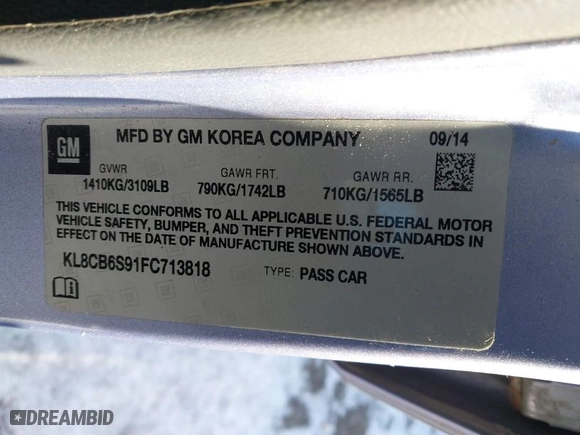 GM
MFD BY GM KOREA COMPANY 09/14
GVWR GAWR FRT. GAWR RR.
1410KG/3109LB 790KG/1742LB 710KG/1565LB
THIS VEHICLE CONFORMS TO ALL APPLICABLE U.S. FEDERAL MOTOR
VEHICLE SAFETY, BUMPER, AND THEFT PREVENTION STANDARDS IN
EFFECT ON THE DATE OF MANUFACTURE SHOWN ABOVE.
KL8CB6S91FC713818 TYPE: PASS CAR
DREAMBID